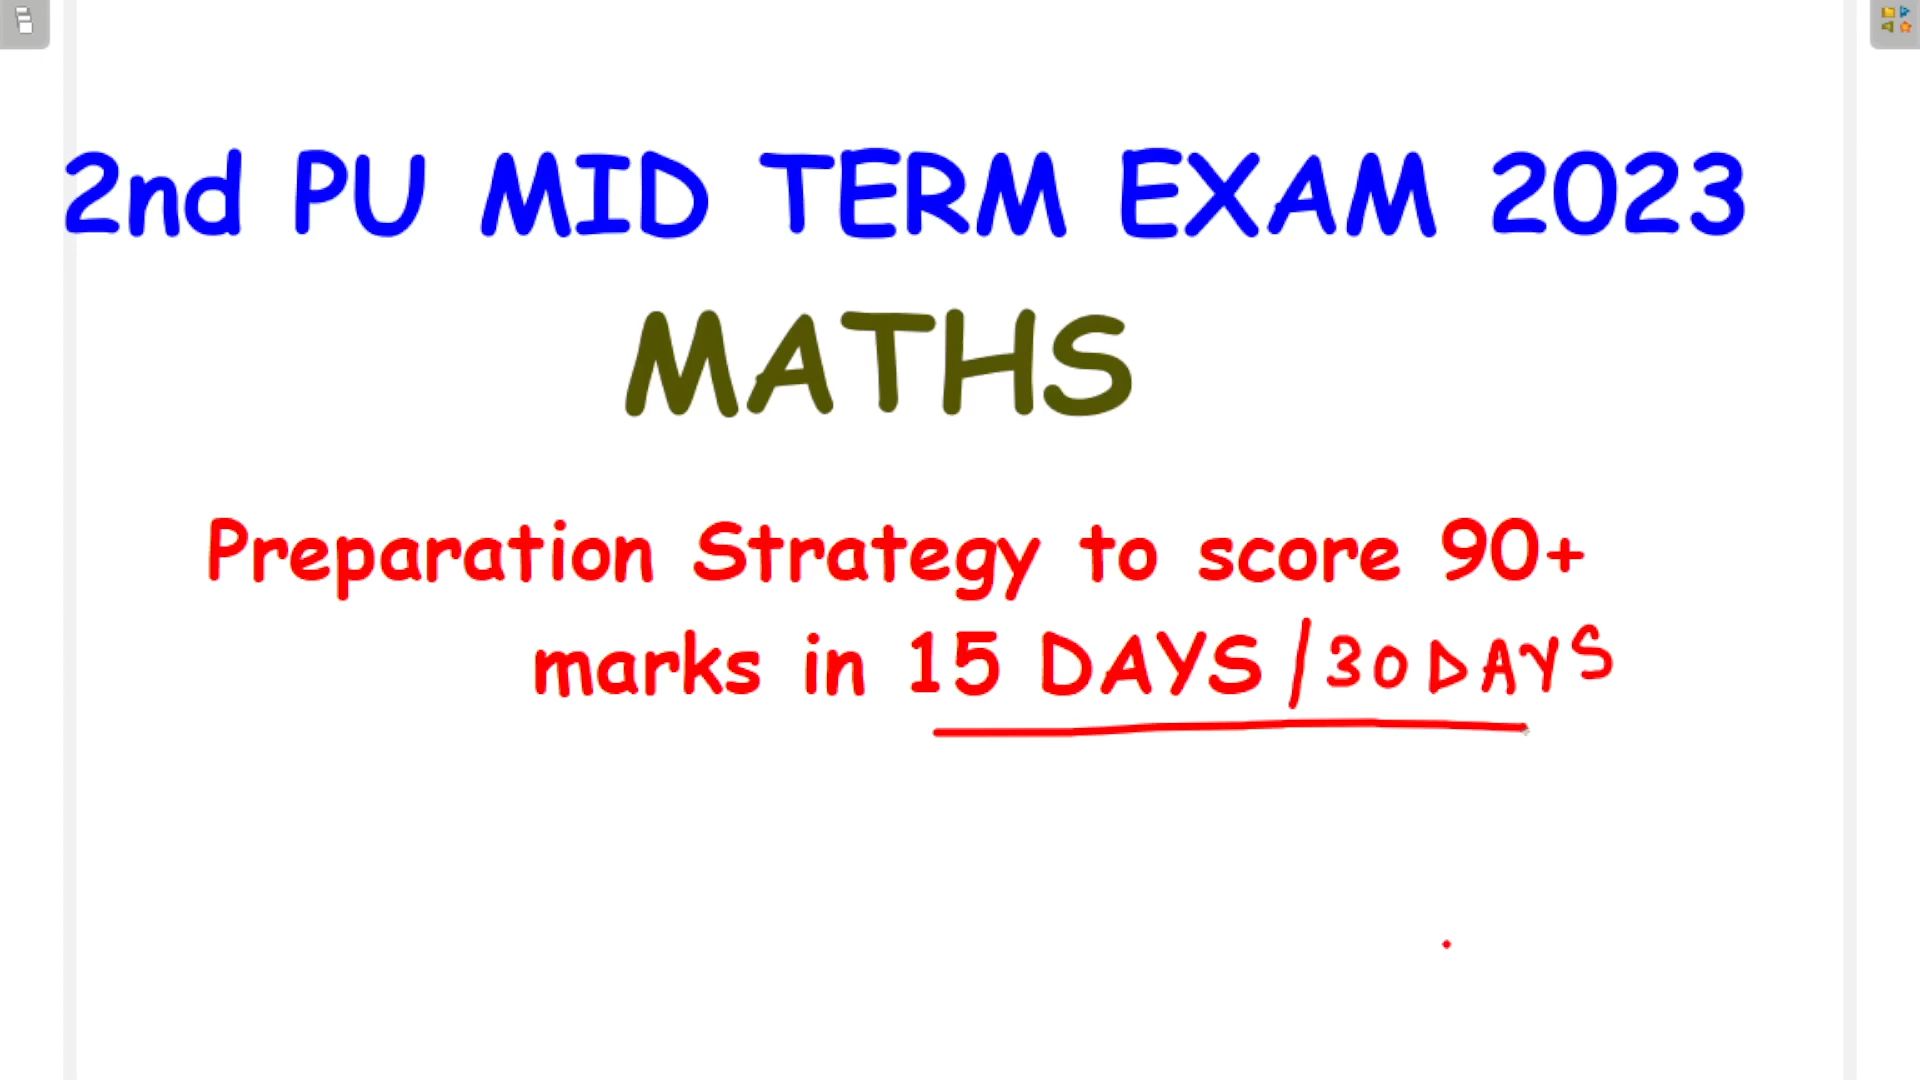 2nd PU MID TERM EXAM 2023
MATHS
Preparation Strategy to score 90+
marks in 15 DAYS / 30 DAYS